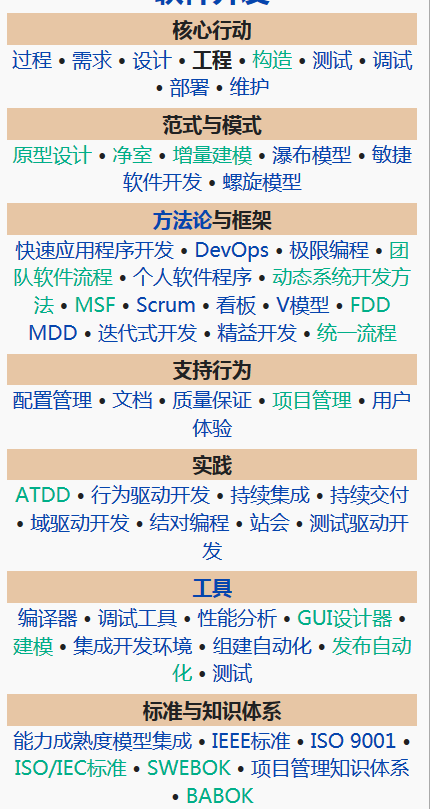 软件开发
核心行动
过程 • 需求 • 设计 • 工程 • 构造 • 测试 • 调试
• 部署 • 维护
范式与模式
原型设计 • 净室 • 增量建模 • 瀑布模型 • 敏捷
软件开发 • 螺旋模型
方法论与框架
快速应用程序开发 • DevOps • 极限编程 • 团
队软件流程 • 个人软件程序 • 动态系统开发方
法 • MSF • Scrum • 看板 • V模型 • FDD
MDD • 迭代式开发 • 精益开发 • 统一流程
支持行为
配置管理 • 文档 • 质量保证 • 项目管理 • 用户
体验
实践
ATDD • 行为驱动开发 • 持续集成 • 持续交付
• 域驱动开发 • 结对编程 • 站会 • 测试驱动开
发
工具
编译器 • 调试工具 • 性能分析 • GUI设计器 •
建模 • 集成开发环境 • 组建自动化 • 发布自动
化 • 测试
标准与知识体系
能力成熟度模型集成 • IEEE标准 • ISO 9001 •
ISO/IEC标准 • SWEBOK • 项目管理知识体系
• BABOK